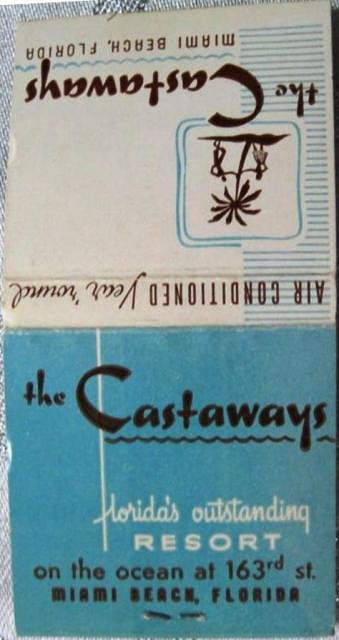 MIAMI BEACH, FLORIDA
the Castaways
AIR CONDITIONED Year 'round
the Castaways
Florida's outstanding
RESORT
on the ocean at 163rd st.
MIAMI BEACH, FLORIDA